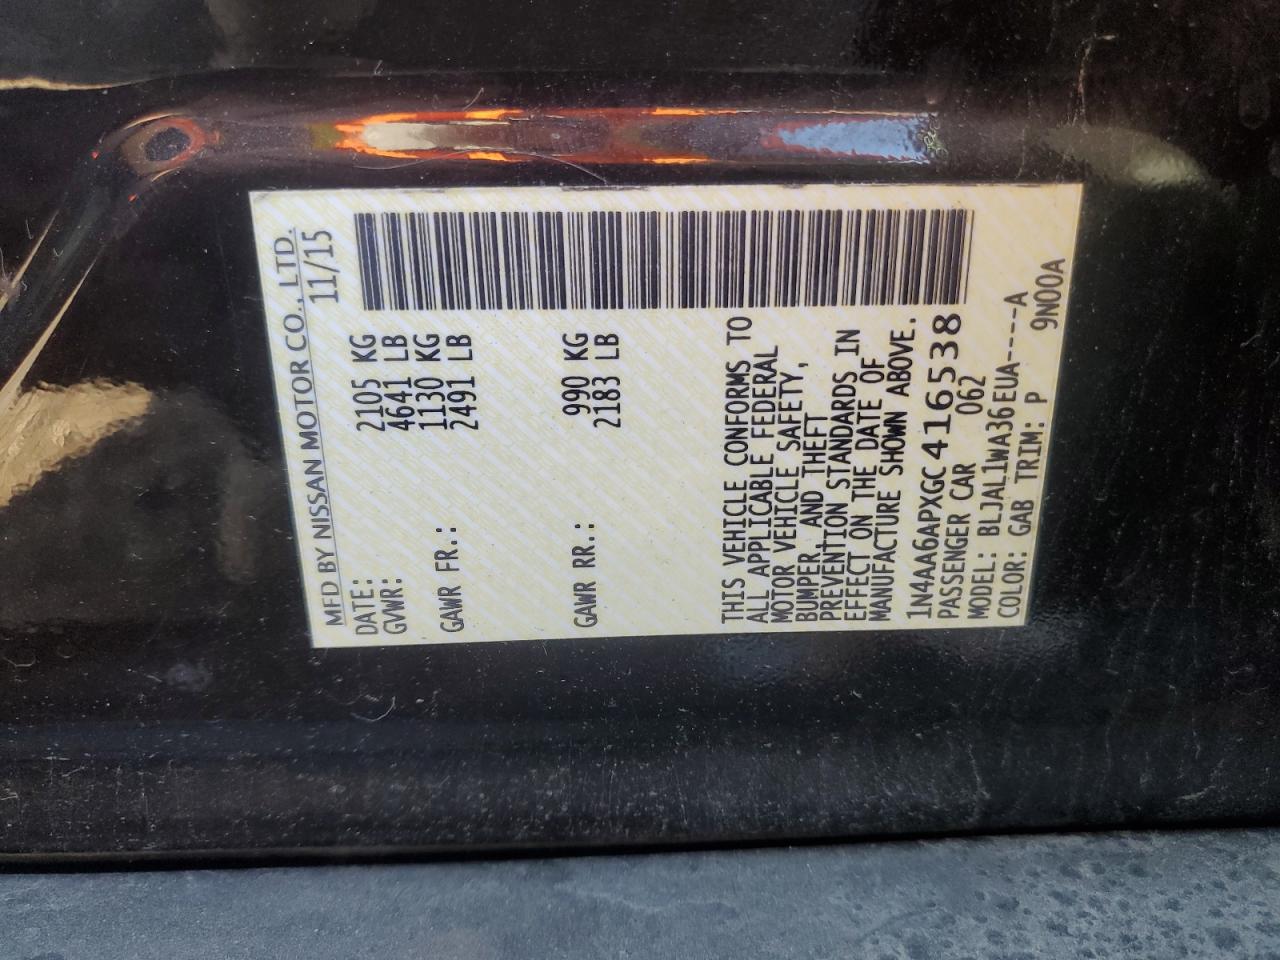 MFD BY NISSAN MOTOR CO., LTD.
DATE: 11/15
GVWR: 2105 KG
4641 LB
GAWR FR.: 1130 KG
2491 LB
GAWR RR.: 990 KG
2183 LB
THIS VEHICLE CONFORMS TO
ALL APPLICABLE FEDERAL
MOTOR VEHICLE SAFETY,
BUMPER, AND THEFT
PREVENTION STANDARDS IN
EFFECT ON THE DATE OF
MANUFACTURE SHOWN ABOVE.
1N4AA6APXGC416538
PASSENGER CAR 062
MODEL: BLJAL1WA36EUA-----A
COLOR: GAB TRIM: P 9N00A